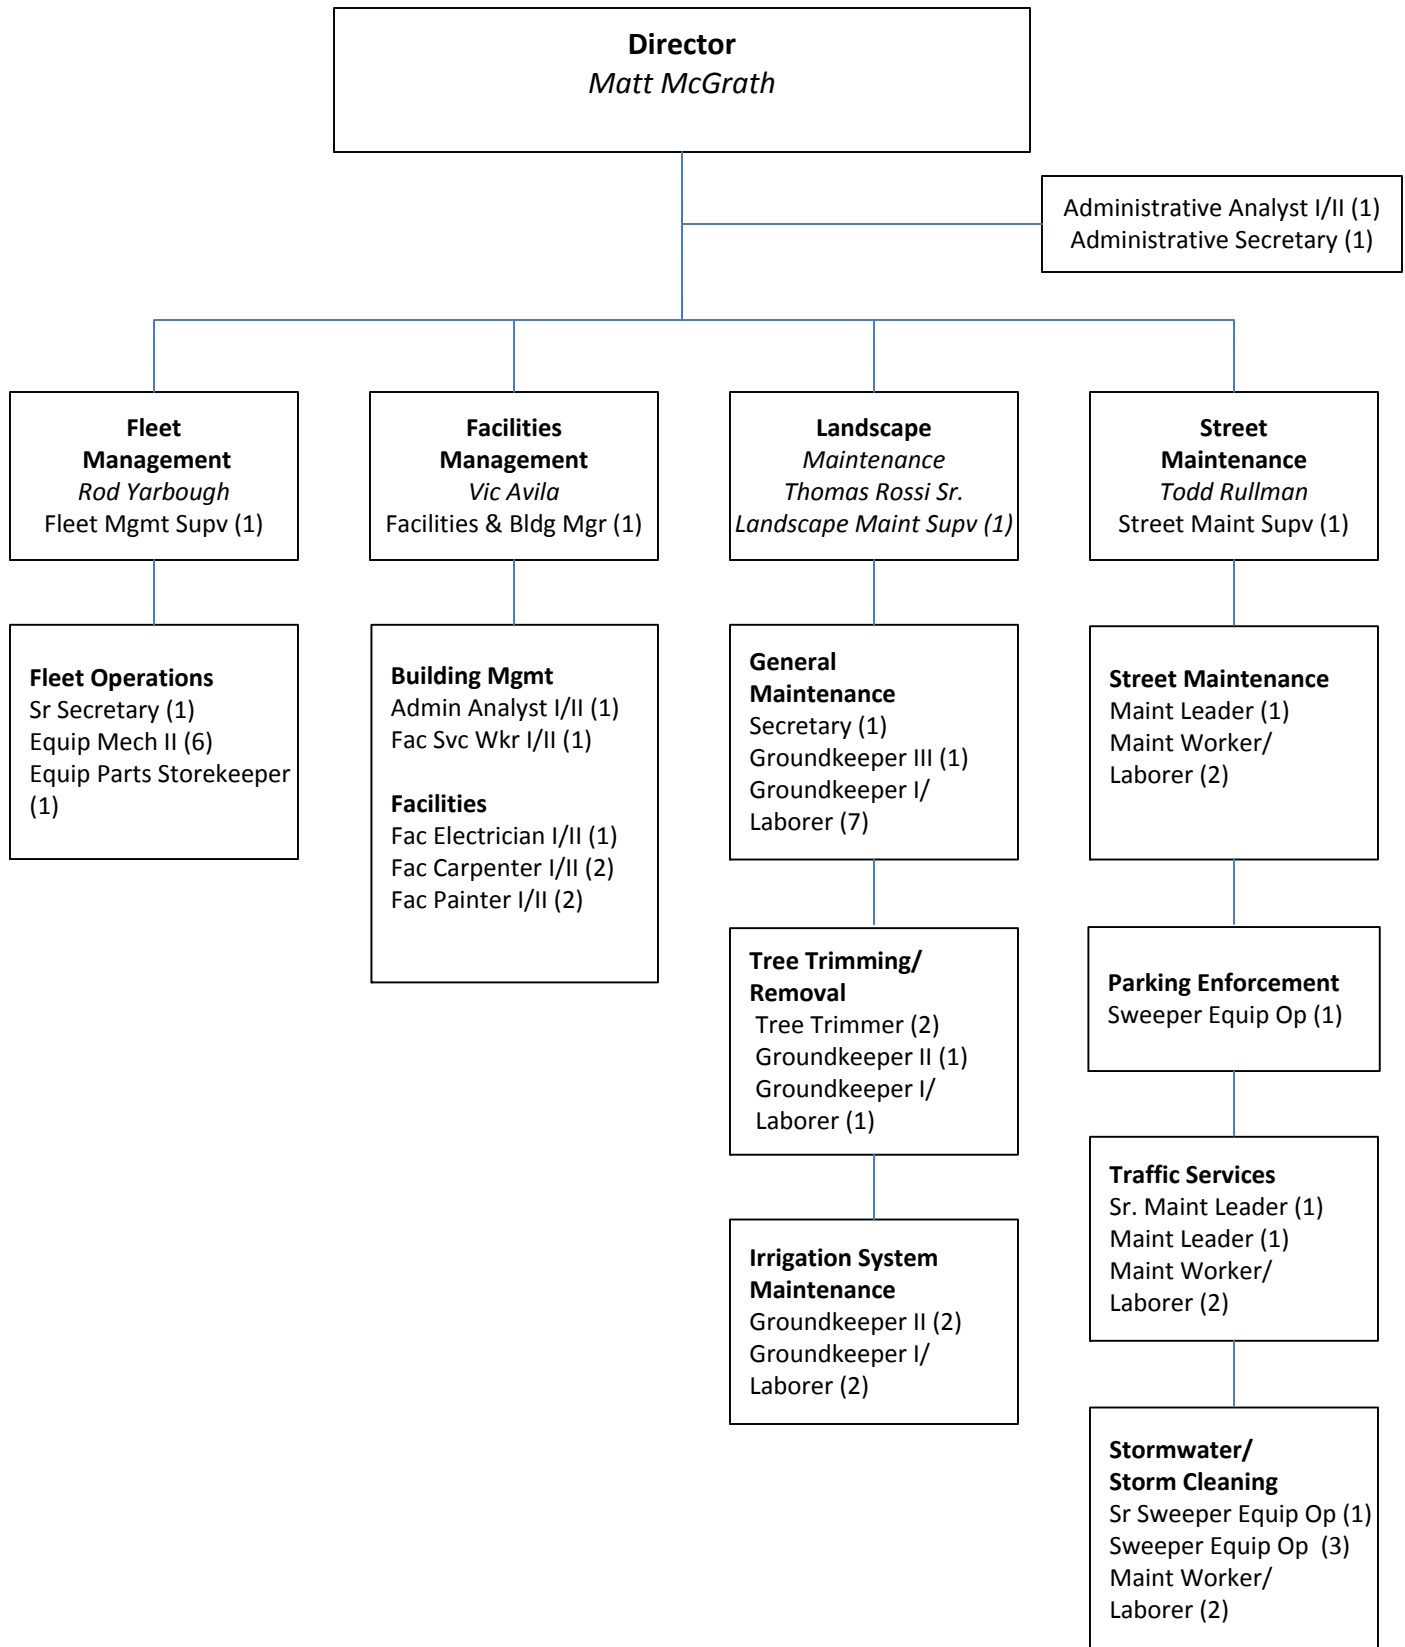 Director
Matt McGrath
Administrative Analyst I/II (1)
Administrative Secretary (1)
Fleet
Management
Rod Yarbough
Fleet Mgmt Supv (1)
Facilities
Management
Vic Avila
Facilities & Bldg Mgr (1)
Landscape
Maintenance
Thomas Rossi Sr.
Landscape Maint Supv (1)
Street
Maintenance
Todd Rullman
Street Maint Supv (1)
Fleet Operations
Sr Secretary (1)
Equip Mech II (6)
Equip Parts Storekeeper
(1)
Building Mgmt
Admin Analyst I/II (1)
Fac Svc Wkr I/II (1)
Facilities
Fac Electrician I/II (1)
Fac Carpenter I/II (2)
Fac Painter I/II (2)
General
Maintenance
Secretary (1)
Groundkeeper III (1)
Groundkeeper I/
Laborer (7)
Tree Trimming/
Removal
Tree Trimmer (2)
Groundkeeper II (1)
Groundkeeper I/
Laborer (1)
Irrigation System
Maintenance
Groundkeeper II (2)
Groundkeeper I/
Laborer (2)
Street Maintenance
Maint Leader (1)
Maint Worker/
Laborer (2)
Parking Enforcement
Sweeper Equip Op (1)
Traffic Services
Sr. Maint Leader (1)
Maint Leader (1)
Maint Worker/
Laborer (2)
Stormwater/
Storm Cleaning
Sr Sweeper Equip Op (1)
Sweeper Equip Op  (3)
Maint Worker/
Laborer (2)